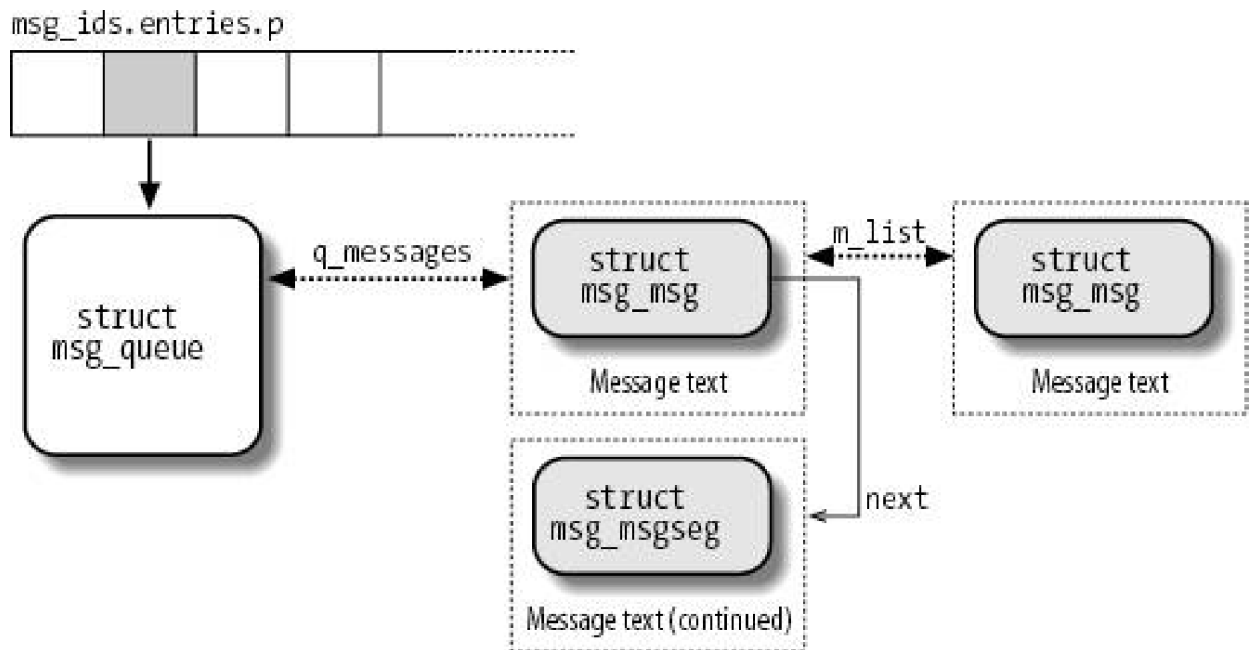 msg_ids.entries.p
q_messages
m_list
struct
msg_queue
struct
msg_msg
Message text
struct
msg_msg
Message text
next
struct
msg_msgseg
Message text (continued)